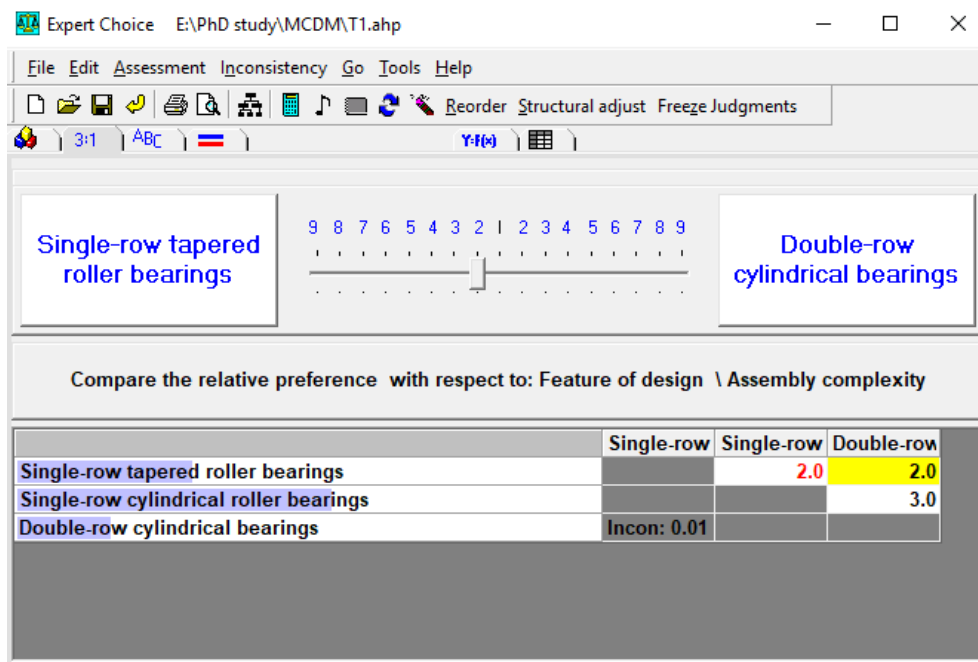 Expert Choice E:\PhD study\MCDM\T1.ahp
File Edit Assessment Inconsistency Go Tools Help
Reorder Structural adjust Freeze Judgments
3:1 ABC Y=F(x)
9 8 7 6 5 4 3 2 1 2 3 4 5 6 7 8 9
Single-row tapered
roller bearings
Double-row
cylindrical bearings
Compare the relative preference with respect to: Feature of design \ Assembly complexity
Single-row Single-row Double-row
Single-row tapered roller bearings 2.0 2.0
Single-row cylindrical roller bearings 3.0
Double-row cylindrical bearings Incon: 0.01